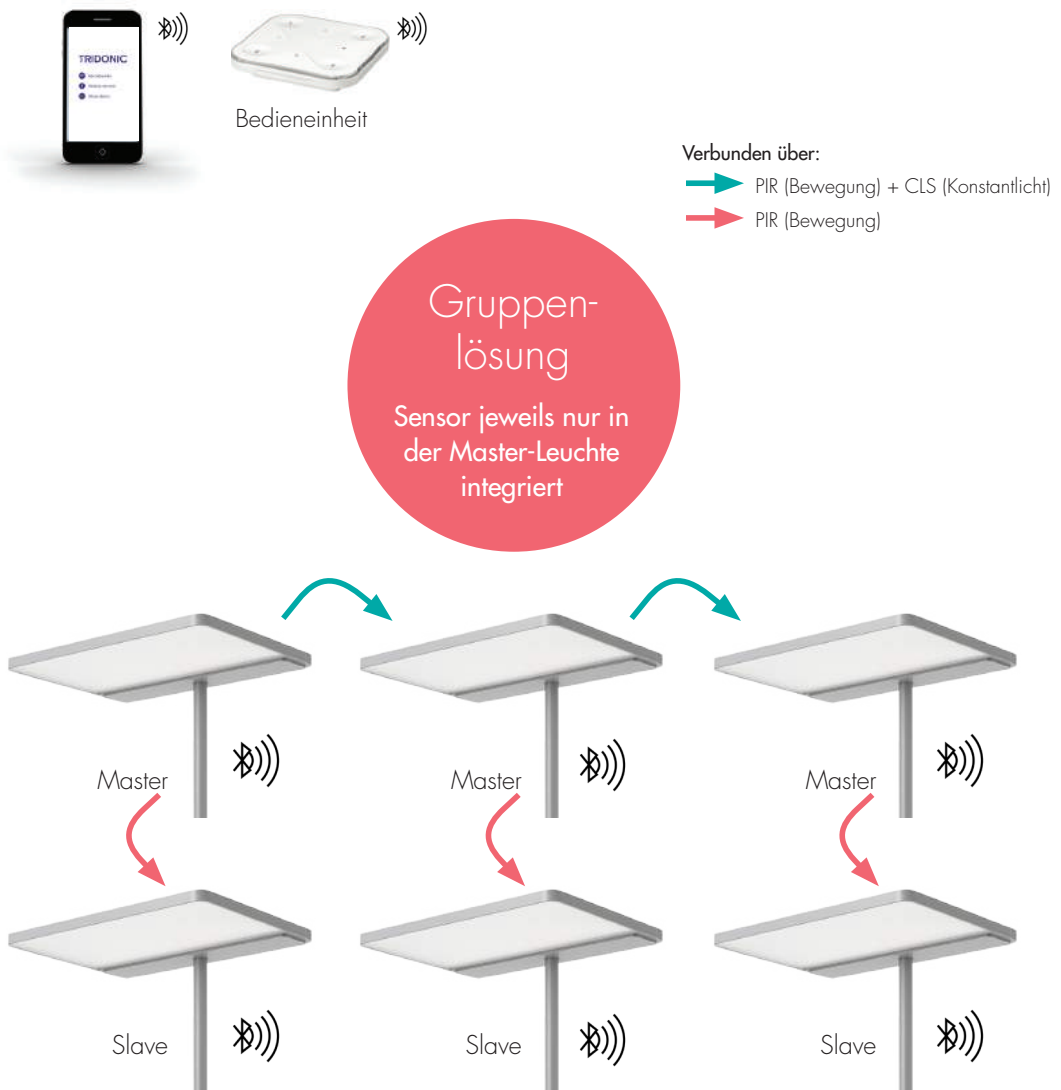 TRIDONIC
Bedieneinheit
Verbunden über:
PIR (Bewegung) + CLS (Konstantlicht)
PIR (Bewegung)
Gruppen-
lösung
Sensor jeweils nur in
der Master-Leuchte
integriert
Master
Master
Master
Slave
Slave
Slave